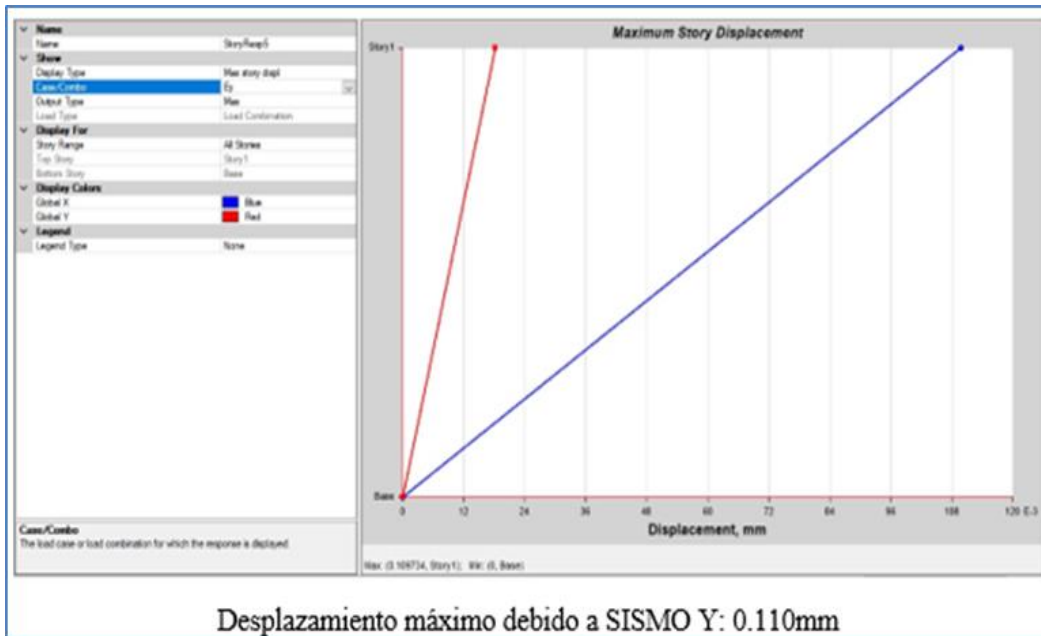 Name
Name StoryResp5
Show
Display Type Max story displ
Case/Combo Ey
Output Type Max
Load Type Load Combination
Display For
Story Range All Stories
Top Story Story1
Bottom Story Base
Display Colors
Global X Blue
Global Y Red
Legend
Legend Type None
Case/Combo
The load case or load combination for which the response is displayed.
Maximum Story Displacement
Story1
Base
0 12 24 36 48 60 72 84 96 108 120 E-3
Displacement, mm
Max: (0.109734, Story1); Min: (0, Base)
Desplazamiento máximo debido a SISMO Y: 0.110mm